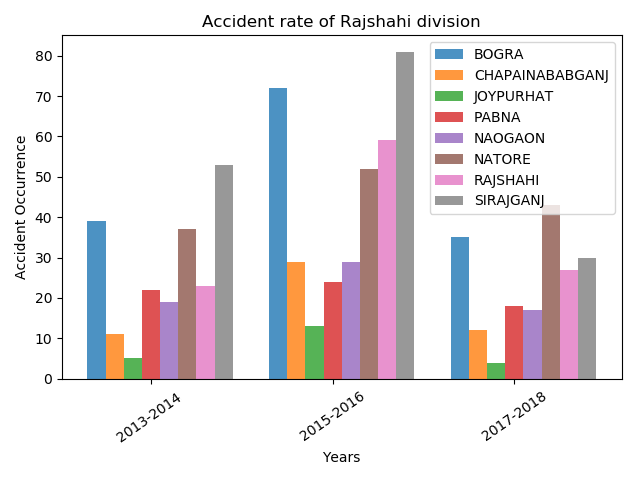 Accident rate of Rajshahi division
Accident Occurrence
80
70
60
50
40
30
20
10
0
BOGRA
CHAPAINABABGANJ
JOYPURHAT
PABNA
NAOGAON
NATORE
RAJSHAHI
SIRAJGANJ
2013-2014
2015-2016
2017-2018
Years